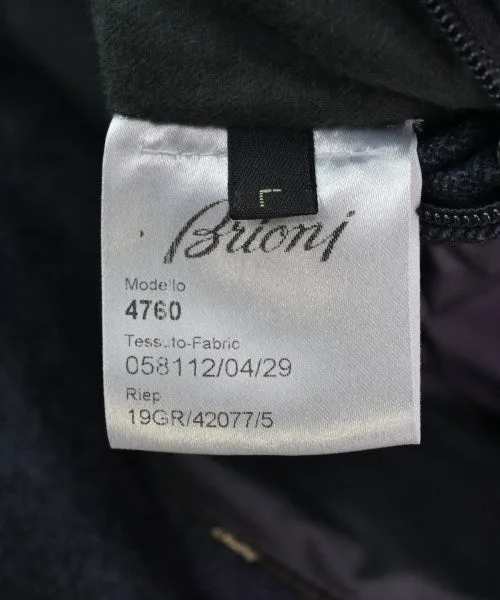 L
Brioni
Modello
4760
Tessuto-Fabric
058112/04/29
Riep
19GR/42077/5